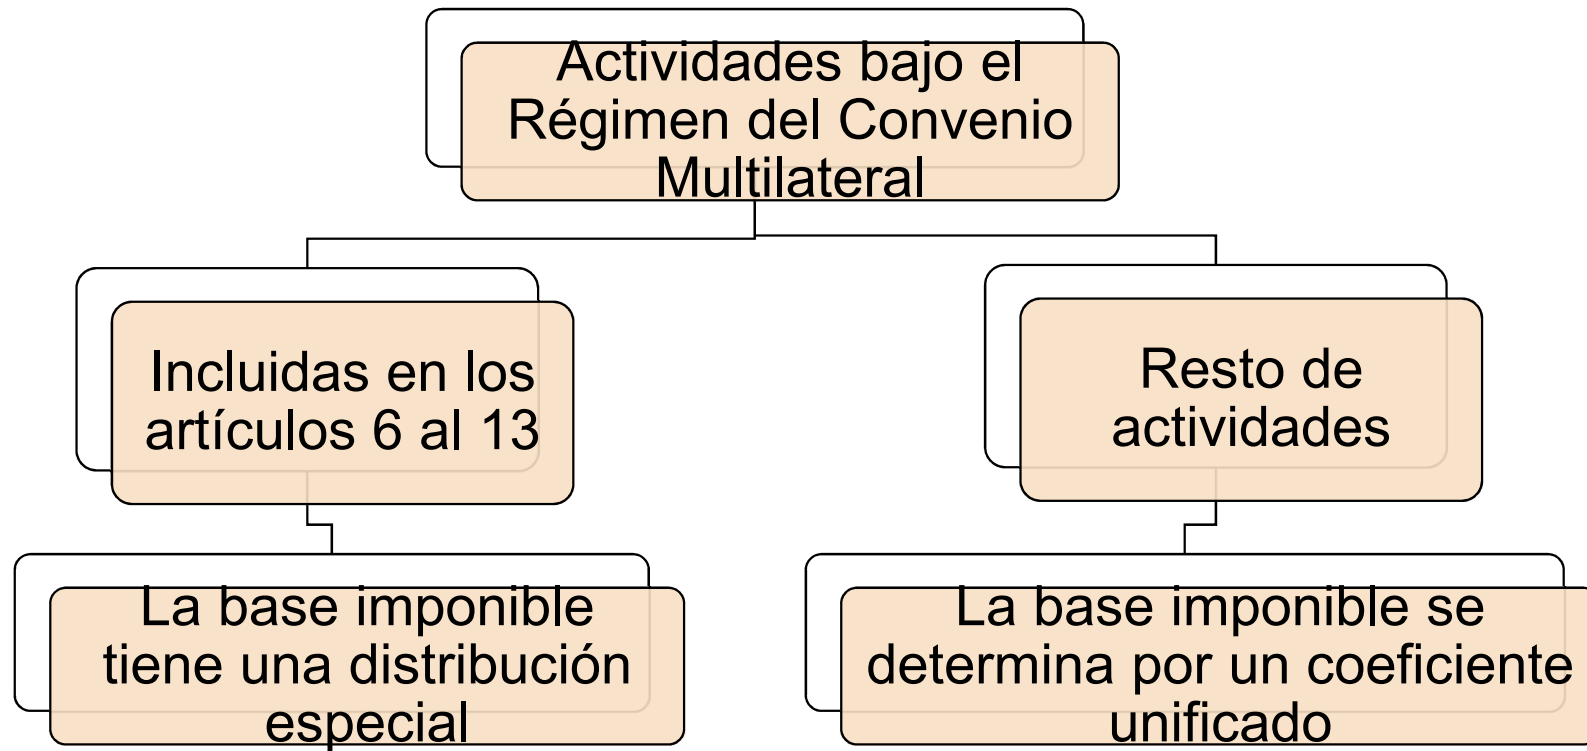 Actividades bajo el
Régimen del Convenio
Multilateral
Incluidas en los
artículos 6 al 13
Resto de
actividades
La base imponible
tiene una distribución
especial
La base imponible se
determina por un coeficiente
unificado